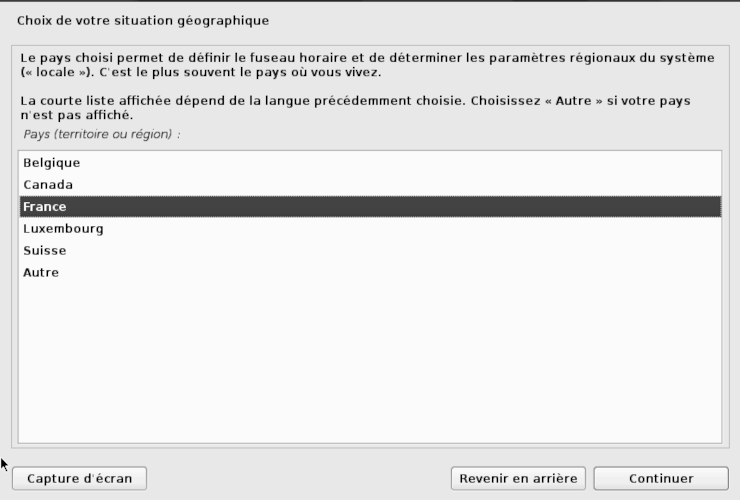 Choix de votre situation géographique
Le pays choisi permet de définir le fuseau horaire et de déterminer les paramètres régionaux du système
(« locale »). C'est le plus souvent le pays où vous vivez.
La courte liste affichée dépend de la langue précédemment choisie. Choisissez « Autre » si votre pays
n'est pas affiché.
Pays (territoire ou région) :
Belgique
Canada
France
Luxembourg
Suisse
Autre
Capture d'écran
Revenir en arrière
Continuer